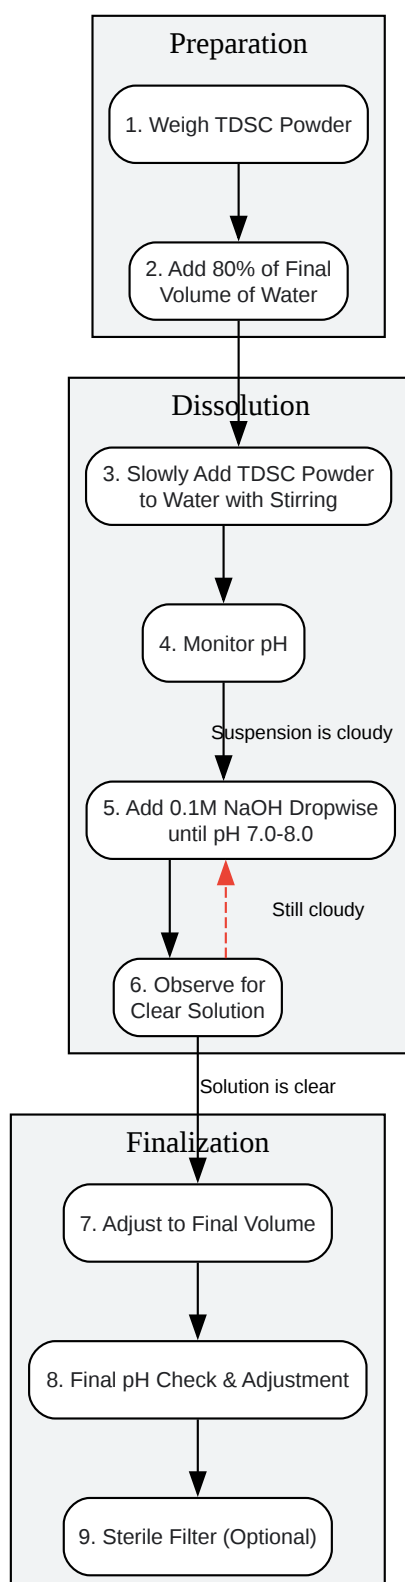 Preparation
1. Weigh TDSC Powder
2. Add 80% of Final
Volume of Water
Dissolution
3. Slowly Add TDSC Powder
to Water with Stirring
4. Monitor pH
Suspension is cloudy
5. Add 0.1M NaOH Dropwise
until pH 7.0-8.0
Still cloudy
6. Observe for
Clear Solution
Solution is clear
Finalization
7. Adjust to Final Volume
8. Final pH Check & Adjustment
9. Sterile Filter (Optional)